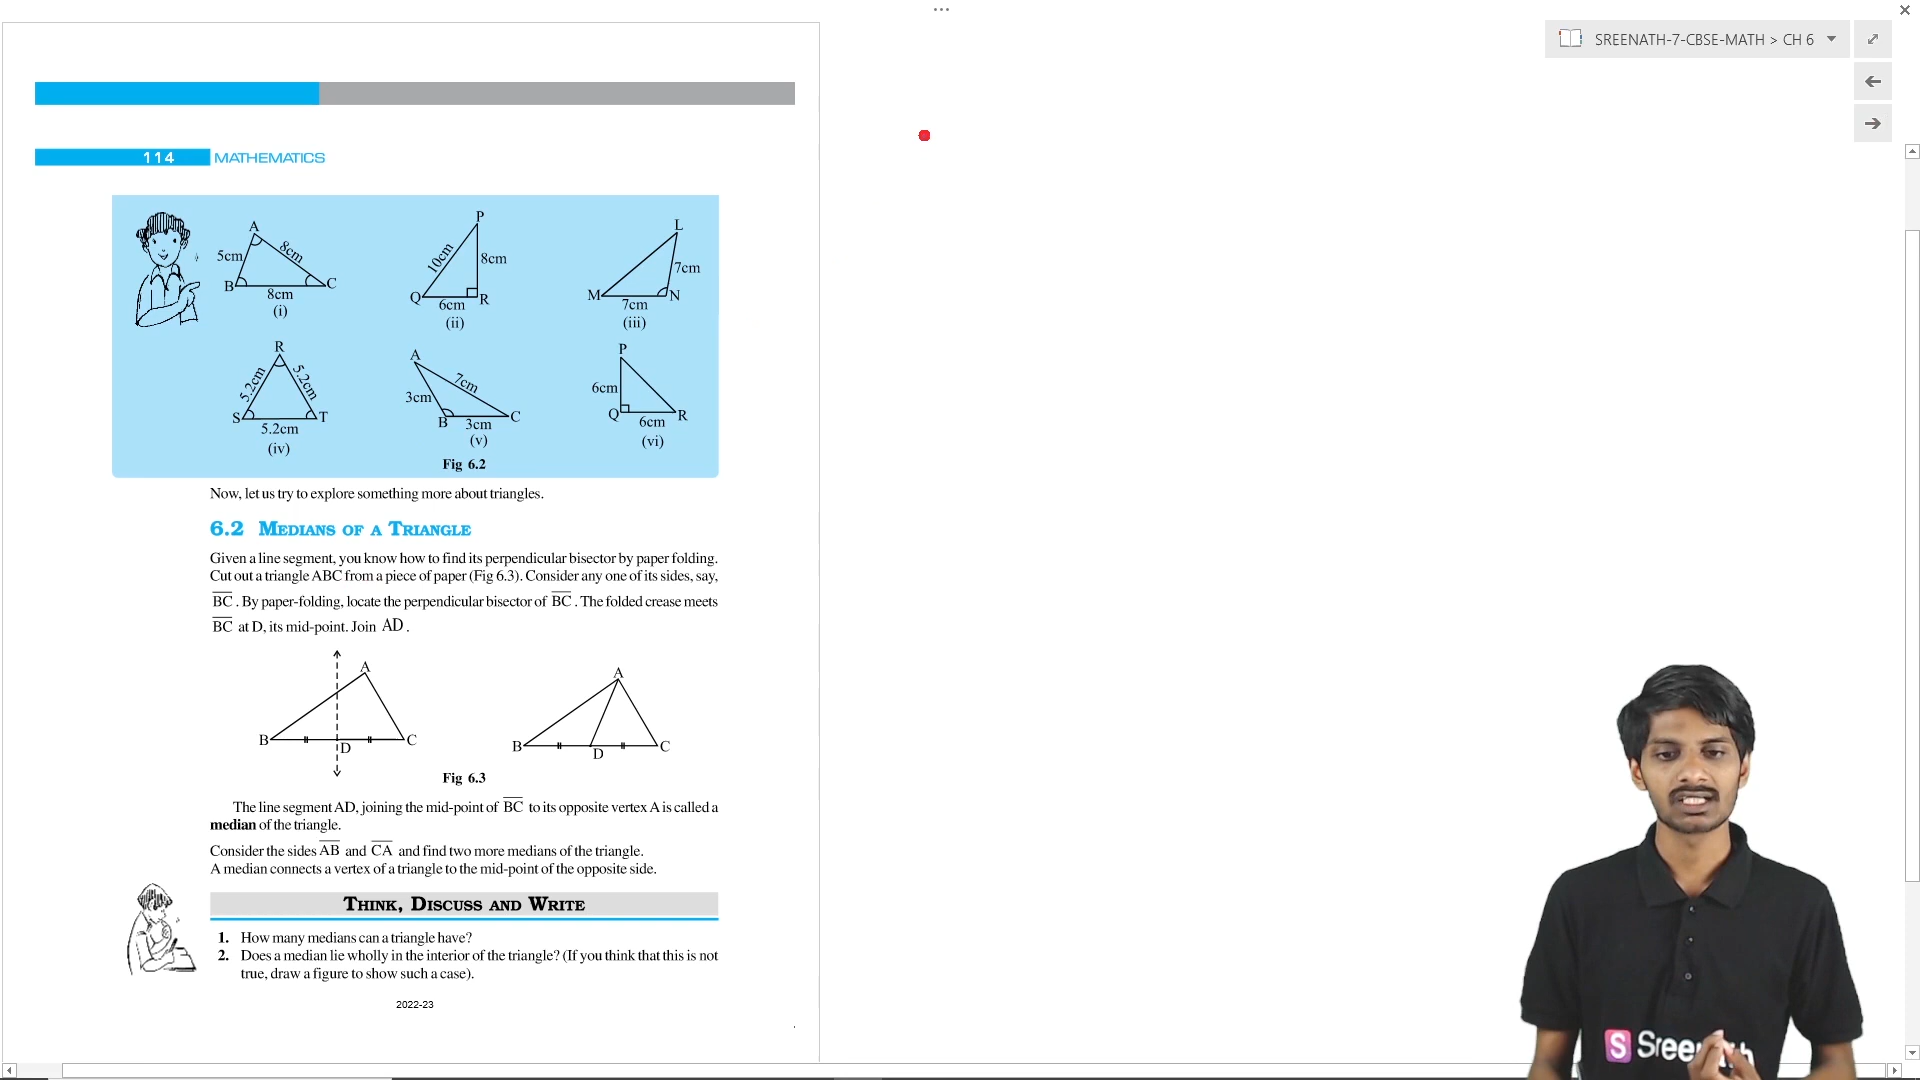 SREENATH-7-CBSE-MATH > CH 6
114 MATHEMATICS
A
5cm
8cm
B
C
8cm
(i)
P
10cm
8cm
Q
R
6cm
(ii)
L
7cm
M
N
7cm
(iii)
R
5.2cm
5.2cm
S
T
5.2cm
(iv)
A
7cm
3cm
B
C
3cm
(v)
P
6cm
Q
R
6cm
(vi)
Fig 6.2
Now, let us try to explore something more about triangles.
6.2 MEDIANS OF A TRIANGLE
Given a line segment, you know how to find its perpendicular bisector by paper folding.
Cut out a triangle ABC from a piece of paper (Fig 6.3). Consider any one of its sides, say,
BC. By paper-folding, locate the perpendicular bisector of BC. The folded crease meets
BC at D, its mid-point. Join AD.
A
B
D
C
A
B
D
C
Fig 6.3
The line segment AD, joining the mid-point of BC to its opposite vertex A is called a
median of the triangle.
Consider the sides AB and CA and find two more medians of the triangle.
A median connects a vertex of a triangle to the mid-point of the opposite side.
THINK, DISCUSS AND WRITE
1. How many medians can a triangle have?
2. Does a median lie wholly in the interior of the triangle? (If you think that this is not
true, draw a figure to show such a case).
2022-23
S